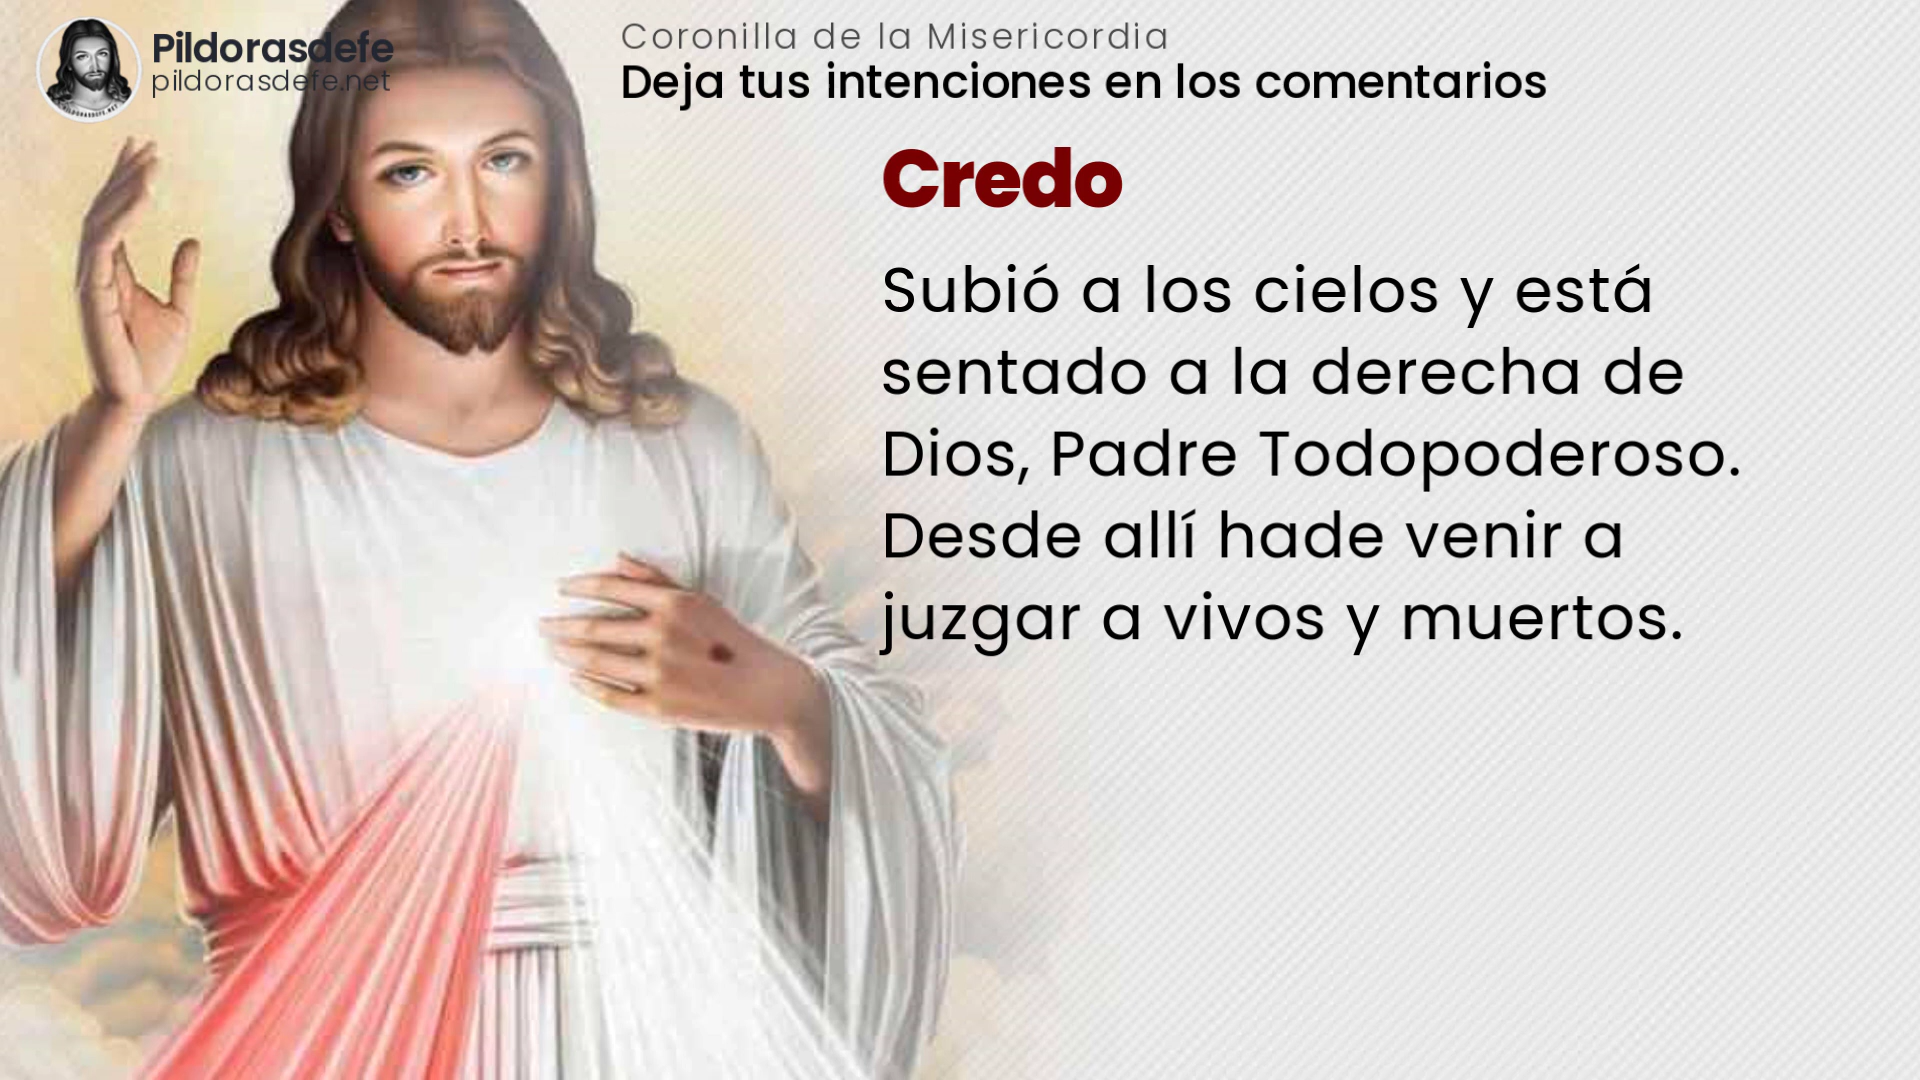 Pildorasdefe
pildorasdefe.net
Coronilla de la Misericordia
Deja tus intenciones en los comentarios
Credo
Subió a los cielos y está
sentado a la derecha de
Dios, Padre Todopoderoso.
Desde allí hade venir a
juzgar a vivos y muertos.